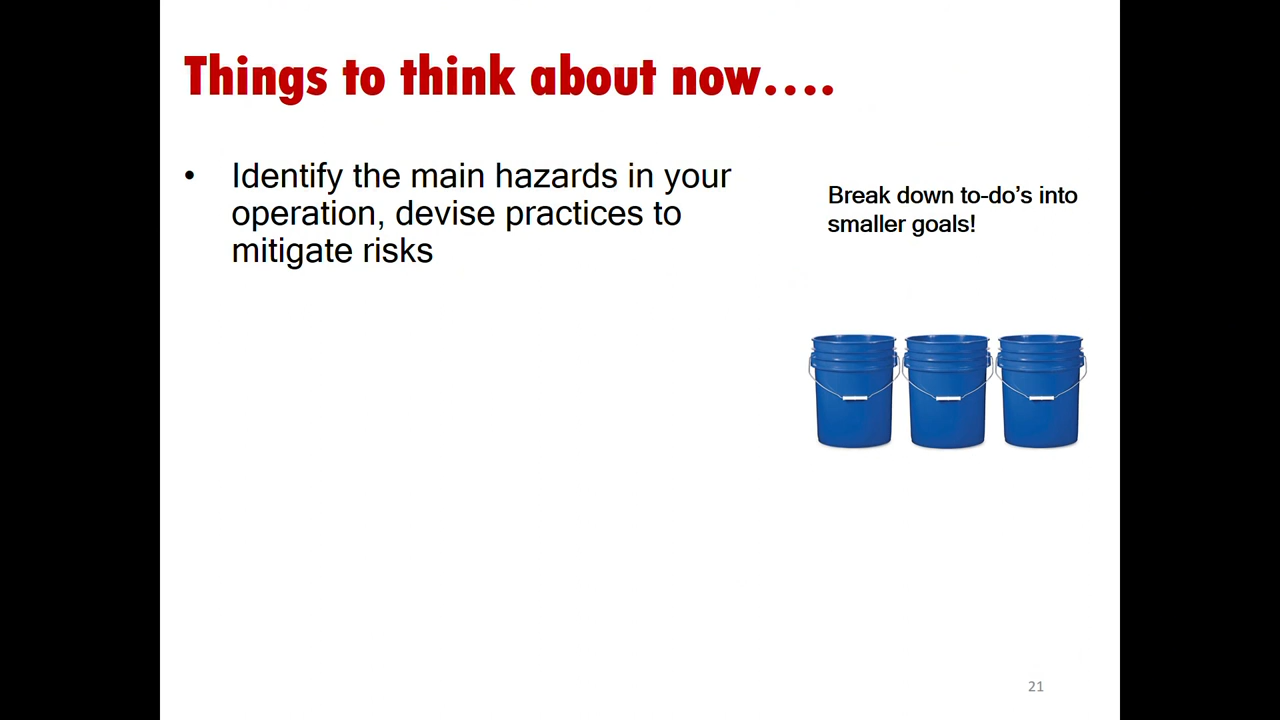 Things to think about now….
• Identify the main hazards in your
operation, devise practices to
mitigate risks
Break down to-do’s into
smaller goals!
21